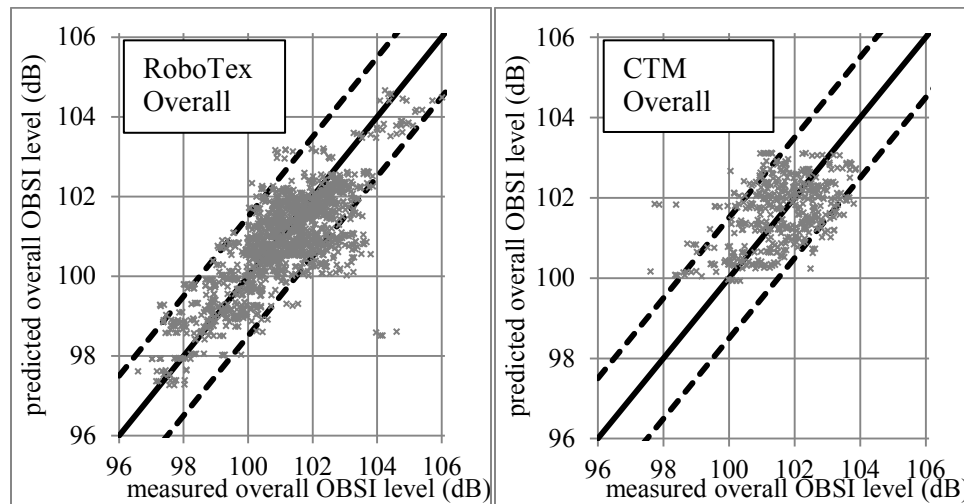 RoboTex
Overall
predicted overall OBSI level (dB)
106
104
102
100
98
96
96 98 100 102 104 106
measured overall OBSI level (dB)
CTM
Overall
predicted overall OBSI level (dB)
106
104
102
100
98
96
96 98 100 102 104 106
measured overall OBSI level (dB)